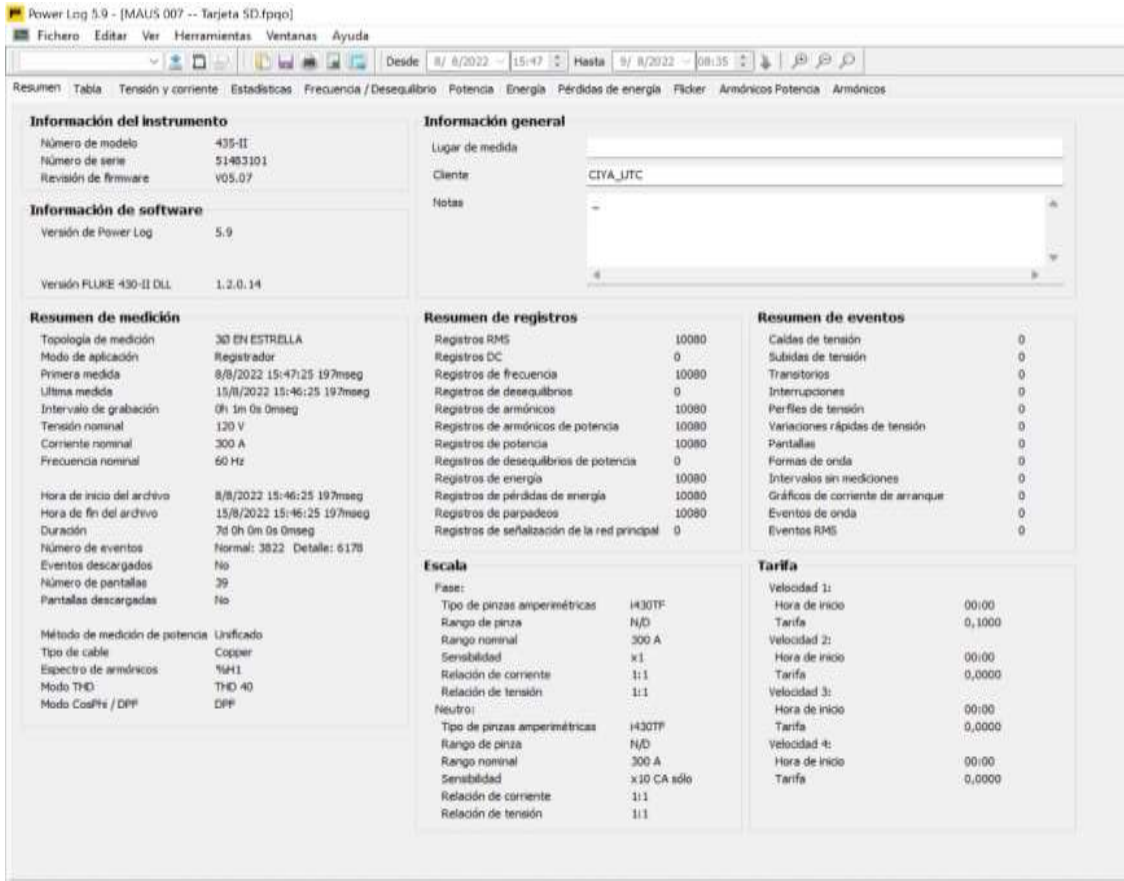 Power Log 5.9 - [MAUS 007 -- Tarjeta SD.fpqo]
Fichero Editar Ver Herramientas Ventanas Ayuda
Desde 8/ 8/2022 15:47 Hasta 9/ 8/2022 08:35
Resumen Tabla Tensión y corriente Estadísticas Frecuencia / Desequilibrio Potencia Energía Pérdidas de energía Flicker Armónicos Potencia Armónicos
Información del instrumento
Número de modelo 435-II
Número de serie 51483101
Revisión de firmware V05.07
Información de software
Versión de Power Log 5.9
Versión FLUKE 430-II DLL 1.2.0.14
Información general
Lugar de medida
Cliente CIYA_UTC
Notas _
Resumen de medición
Topología de medición 3Ø EN ESTRELLA
Modo de aplicación Registrador
Primera medida 8/8/2022 15:47:25 197mseg
Ultima medida 15/8/2022 15:46:25 197mseg
Intervalo de grabación 0h 1m 0s 0mseg
Tensión nominal 120 V
Corriente nominal 300 A
Frecuencia nominal 60 Hz
Hora de inicio del archivo 8/8/2022 15:46:25 197mseg
Hora de fin del archivo 15/8/2022 15:46:25 197mseg
Duración 7d 0h 0m 0s 0mseg
Número de eventos Normal: 3822 Detalle: 6178
Eventos descargados No
Número de pantallas 39
Pantallas descargadas No
Método de medición de potencia Unificado
Tipo de cable Copper
Espectro de armónicos %H1
Modo THD THD 40
Modo CosPhi / DPF DPF
Resumen de registros
Registros RMS 10080
Registros DC 0
Registros de frecuencia 10080
Registros de desequilibrios 0
Registros de armónicos 10080
Registros de armónicos de potencia 10080
Registros de potencia 10080
Registros de desequilibrios de potencia 0
Registros de energía 10080
Registros de pérdidas de energía 10080
Registros de parpadeos 10080
Registros de señalización de la red principal 0
Resumen de eventos
Caídas de tensión 0
Subidas de tensión 0
Transitorios 0
Interrupciones 0
Perfiles de tensión 0
Variaciones rápidas de tensión 0
Pantallas 0
Formas de onda 0
Intervalos sin mediciones 0
Gráficos de corriente de arranque 0
Eventos de onda 0
Eventos RMS 0
Escala
Fase:
Tipo de pinzas amperimétricas i430TF
Rango de pinza N/D
Rango nominal 300 A
Sensibilidad x1
Relación de corriente 1:1
Relación de tensión 1:1
Neutro:
Tipo de pinzas amperimétricas i430TF
Rango de pinza N/D
Rango nominal 300 A
Sensibilidad x10 CA sólo
Relación de corriente 1:1
Relación de tensión 1:1
Tarifa
Velocidad 1:
Hora de inicio 00:00
Tarifa 0,1000
Velocidad 2:
Hora de inicio 00:00
Tarifa 0,0000
Velocidad 3:
Hora de inicio 00:00
Tarifa 0,0000
Velocidad 4:
Hora de inicio 00:00
Tarifa 0,0000